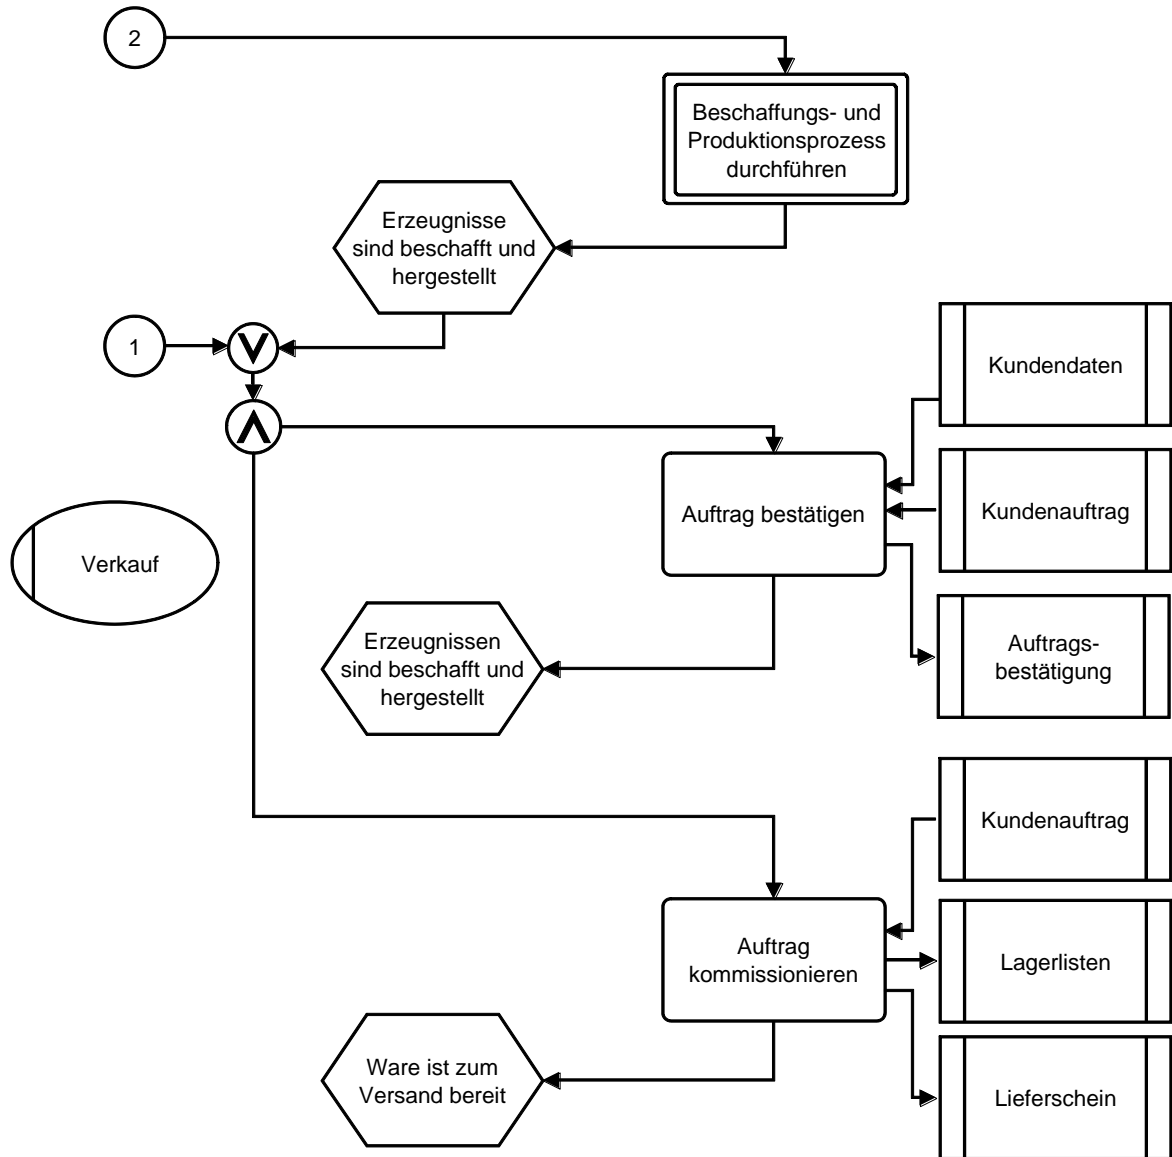 2
Beschaffungs- und
Produktionsprozess
durchführen
Erzeugnisse
sind beschafft und
hergestellt
1
Kundendaten
Auftrag bestätigen
Kundenauftrag
Verkauf
Erzeugnissen
sind beschafft und
hergestellt
Auftrags-
bestätigung
Kundenauftrag
Auftrag
kommissionieren
Lagerlisten
Ware ist zum
Versand bereit
Lieferschein